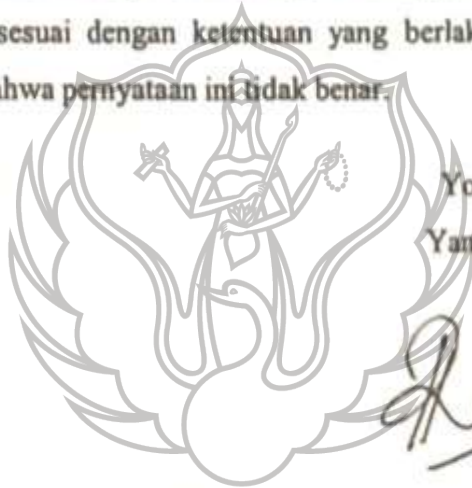 sesuai dengan ketentuan yang berlak
ahwa pernyataan ini tidak benar.
Yo
Yan